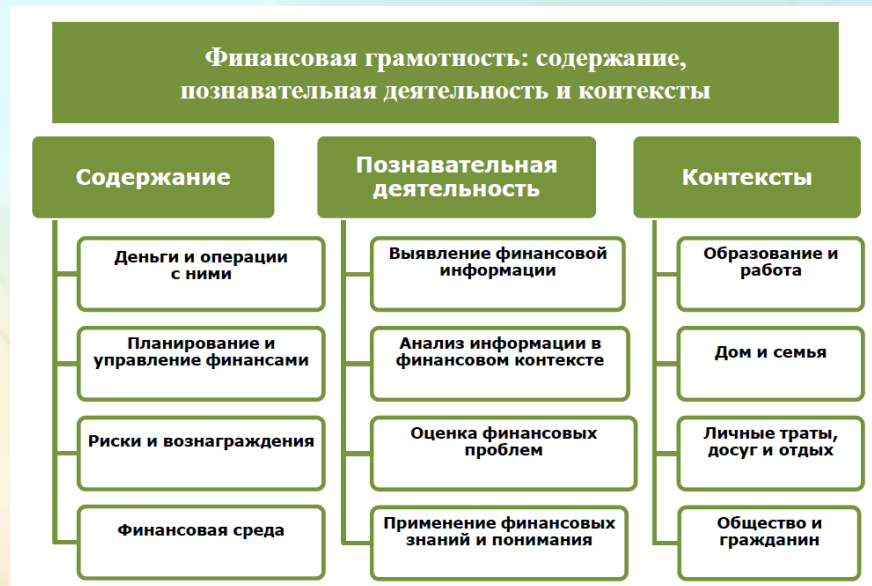 Финансовая грамотность: содержание,
познавательная деятельность и контексты
Содержание
Деньги и операции
с ними
Планирование и
управление финансами
Риски и вознаграждения
Финансовая среда
Познавательная
деятельность
Выявление финансовой
информации
Анализ информации в
финансовом контексте
Оценка финансовых
проблем
Применение финансовых
знаний и понимания
Контексты
Образование и
работа
Дом и семья
Личные траты,
досуг и отдых
Общество и
гражданин